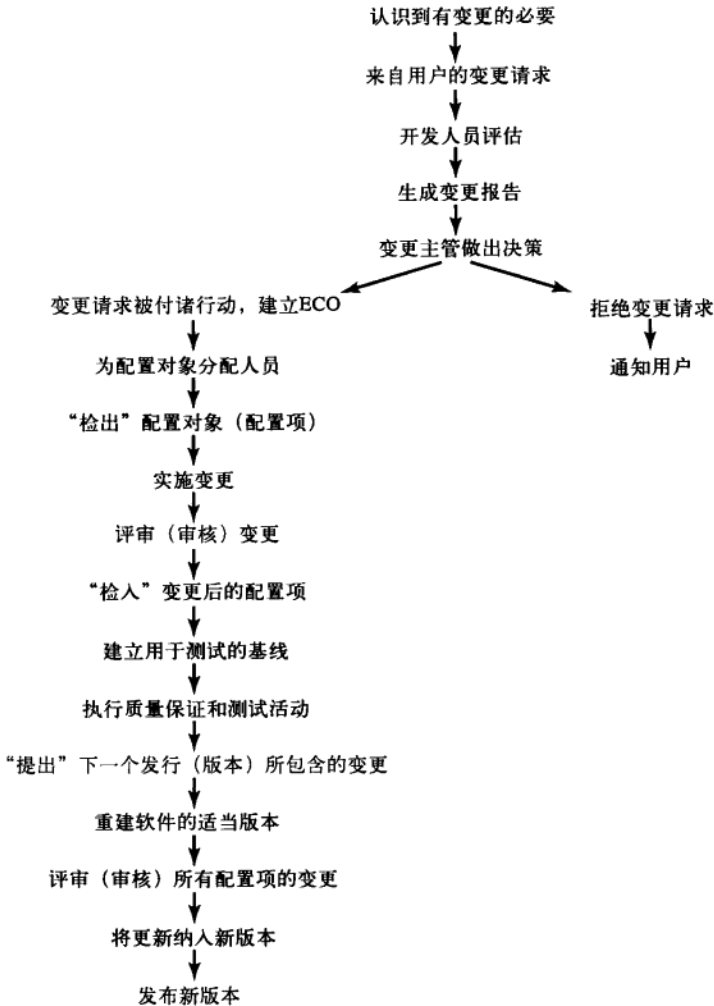 认识到有变更的必要
来自用户的变更请求
开发人员评估
生成变更报告
变更主管做出决策
变更请求被付诸行动，建立ECO
拒绝变更请求
为配置对象分配人员
通知用户
“检出”配置对象（配置项）
实施变更
评审（审核）变更
“检入”变更后的配置项
建立用于测试的基线
执行质量保证和测试活动
“提出”下一个发行（版本）所包含的变更
重建软件的适当版本
评审（审核）所有配置项的变更
将更新纳入新版本
发布新版本